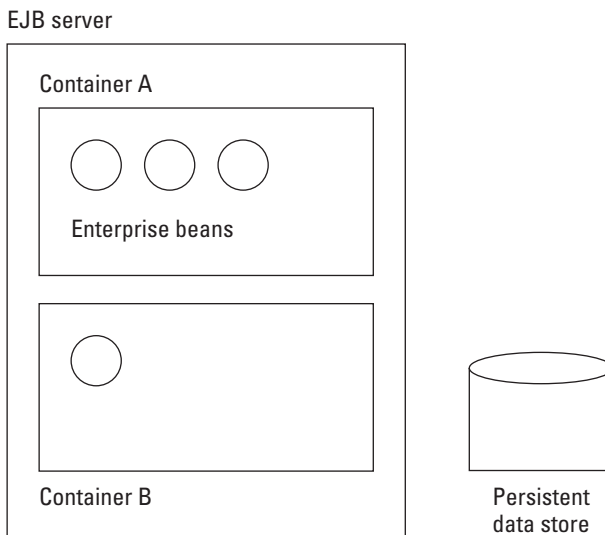 EJB server
Container A
Enterprise beans
Container B
Persistent
data store